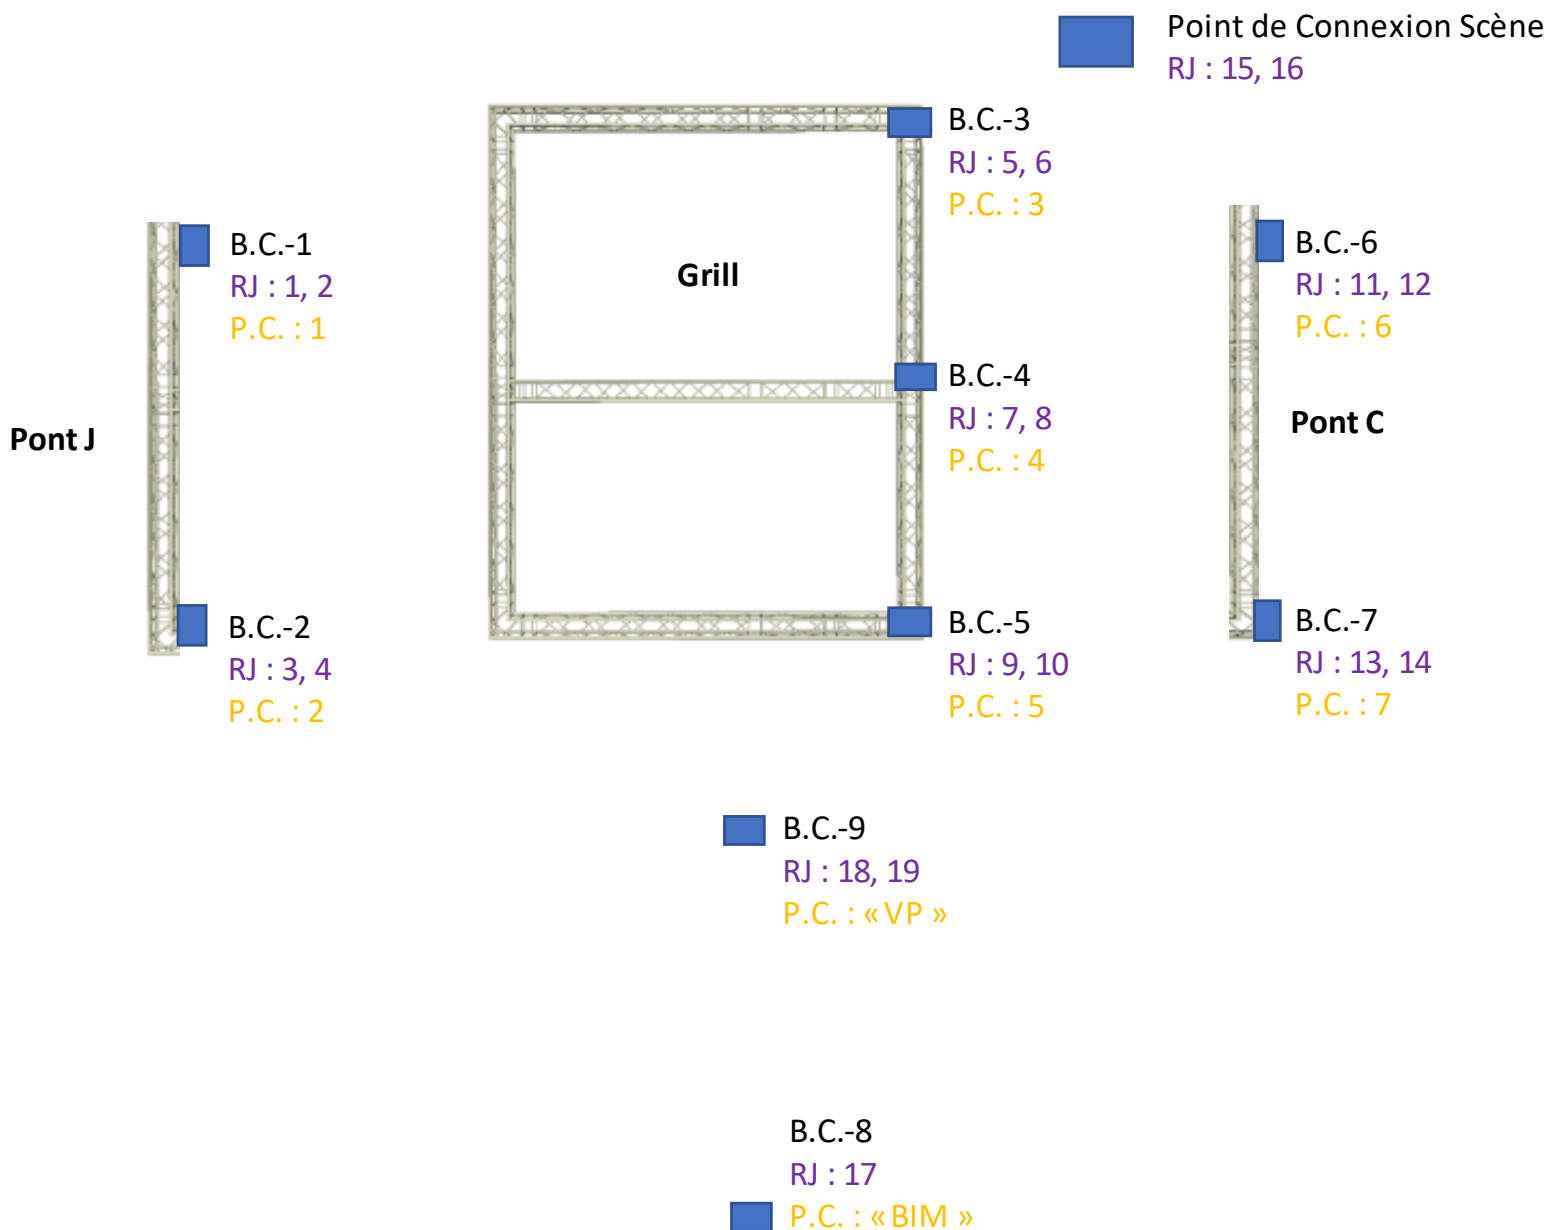 Point de Connexion Scène
RJ : 15, 16
B.C.-3
RJ : 5, 6
P.C. : 3
B.C.-1
RJ : 1, 2
P.C. : 1
Grill
B.C.-6
RJ : 11, 12
P.C. : 6
B.C.-4
RJ : 7, 8
P.C. : 4
Pont J
Pont C
B.C.-2
RJ : 3, 4
P.C. : 2
B.C.-5
RJ : 9, 10
P.C. : 5
B.C.-7
RJ : 13, 14
P.C. : 7
B.C.-9
RJ : 18, 19
P.C. : « VP »
B.C.-8
RJ : 17
P.C. : « BIM »